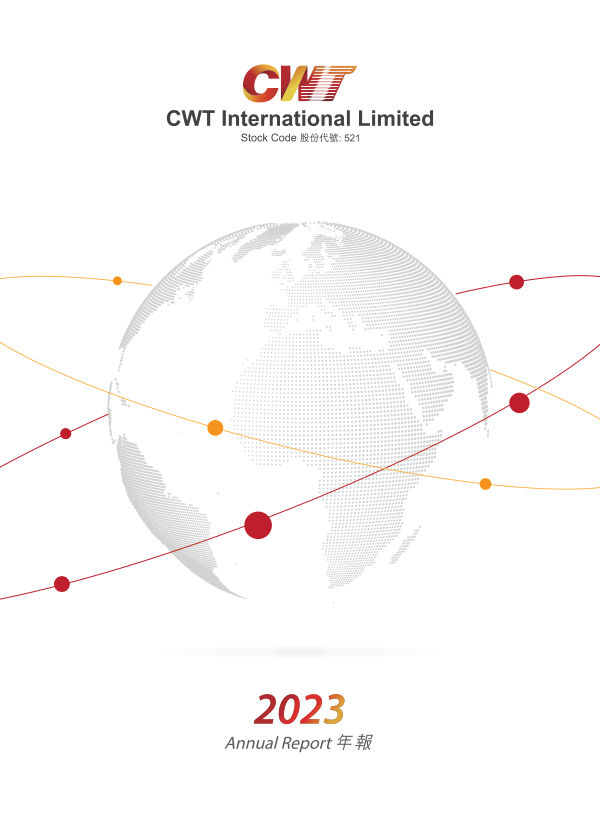 CWT
CWT International Limited
Stock Code 股份代號: 521
2023
Annual Report 年報